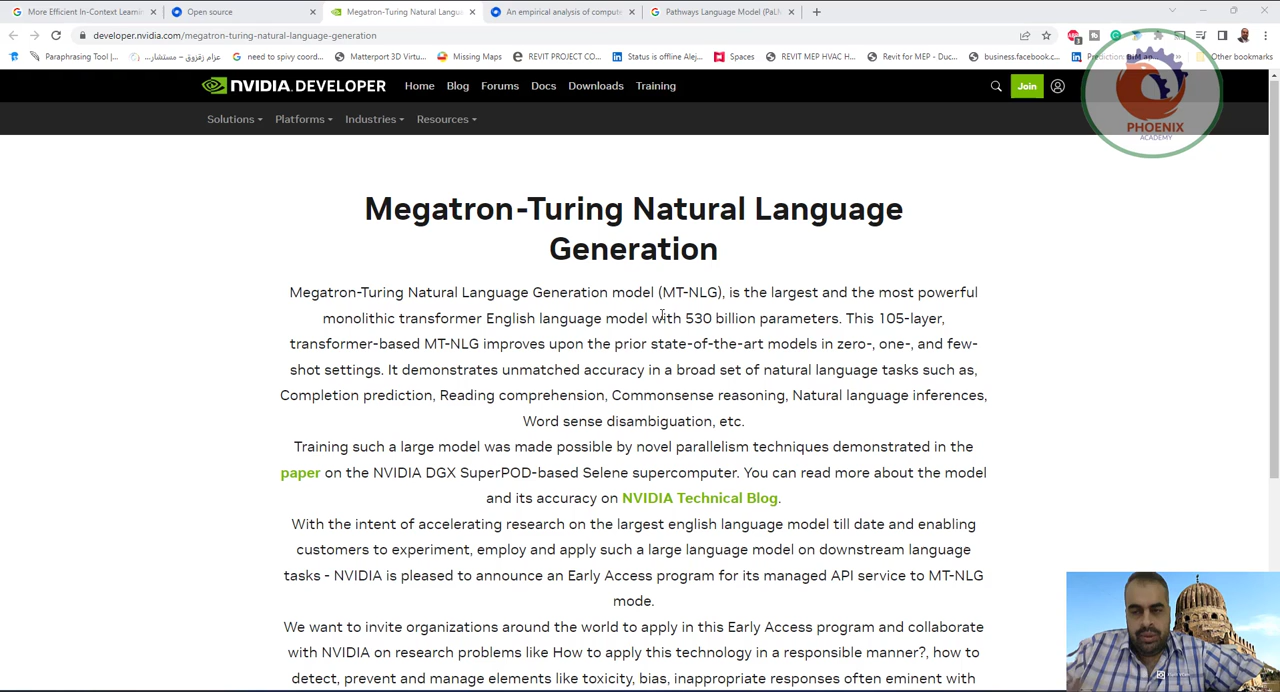 More Efficient In-Context Learnin
Open source
Megatron-Turing Natural Langua
An empirical analysis of compute
Pathways Language Model (PaLM
developer.nvidia.com/megatron-turing-natural-language-generation
Paraphrasing Tool |...
عزام زقزوق – مستشار...
need to spivy coord...
Matterport 3D Virtu...
Missing Maps
REVIT PROJECT CO...
Status is offline Alej...
Spaces
REVIT MEP HVAC H...
Revit for MEP - Duc...
business.facebook.c...
Prediction: BIM an...
Other bookmarks
NVIDIA. DEVELOPER Home Blog Forums Docs Downloads Training Join
Solutions Platforms Industries Resources
PHOENIX
ACADEMY
Megatron-Turing Natural Language
Generation
Megatron-Turing Natural Language Generation model (MT-NLG), is the largest and the most powerful
monolithic transformer English language model with 530 billion parameters. This 105-layer,
transformer-based MT-NLG improves upon the prior state-of-the-art models in zero-, one-, and few-
shot settings. It demonstrates unmatched accuracy in a broad set of natural language tasks such as,
Completion prediction, Reading comprehension, Commonsense reasoning, Natural language inferences,
Word sense disambiguation, etc.
Training such a large model was made possible by novel parallelism techniques demonstrated in the
paper on the NVIDIA DGX SuperPOD-based Selene supercomputer. You can read more about the model
and its accuracy on NVIDIA Technical Blog.
With the intent of accelerating research on the largest english language model till date and enabling
customers to experiment, employ and apply such a large language model on downstream language
tasks - NVIDIA is pleased to announce an Early Access program for its managed API service to MT-NLG
mode.
We want to invite organizations around the world to apply in this Early Access program and collaborate
with NVIDIA on research problems like How to apply this technology in a responsible manner?, how to
detect, prevent and manage elements like toxicity, bias, inappropriate responses often eminent with